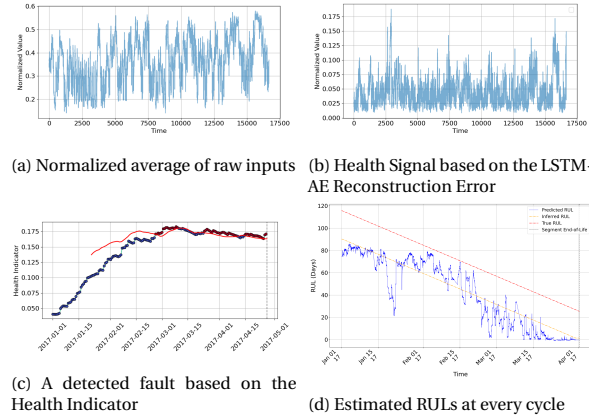 0.6
0.5
0.4
0.3
0.2
Normalized Value
0 2500 5000 7500 10000 12500 15000 17500
Time
0.175
0.150
0.125
0.100
0.075
0.050
0.025
0.000
Normalized Value
0 2500 5000 7500 10000 12500 15000 17500
Time
(a) Normalized average of raw inputs
(b) Health Signal based on the LSTM-
AE Reconstruction Error
0.175
0.150
0.125
0.100
0.075
0.050
Health Indicator
2017-01-01
2017-01-15
2017-02-01
2017-02-15
2017-03-01
2017-03-15
2017-04-01
2017-04-15
2017-05-01
120
100
80
60
40
20
0
RUL (Days)
Predicted RUL
Inferred RUL
True RUL
Segment End-of-Life
Jan 01 17
Jan 15 17
Feb 01 17
Feb 15 17
Mar 01 17
Mar 15 17
Apr 01 17
Time
(c) A detected fault based on the
Health Indicator
(d) Estimated RULs at every cycle